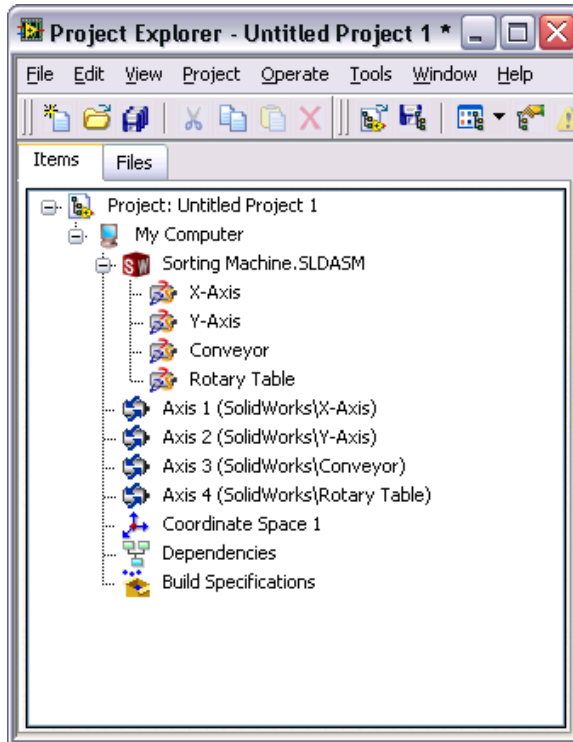 Project Explorer - Untitled Project 1 *
File Edit View Project Operate Tools Window Help
Items Files
Project: Untitled Project 1
My Computer
SW Sorting Machine.SLDASM
X-Axis
Y-Axis
Conveyor
Rotary Table
Axis 1 (SolidWorks\X-Axis)
Axis 2 (SolidWorks\Y-Axis)
Axis 3 (SolidWorks\Conveyor)
Axis 4 (SolidWorks\Rotary Table)
Coordinate Space 1
Dependencies
Build Specifications